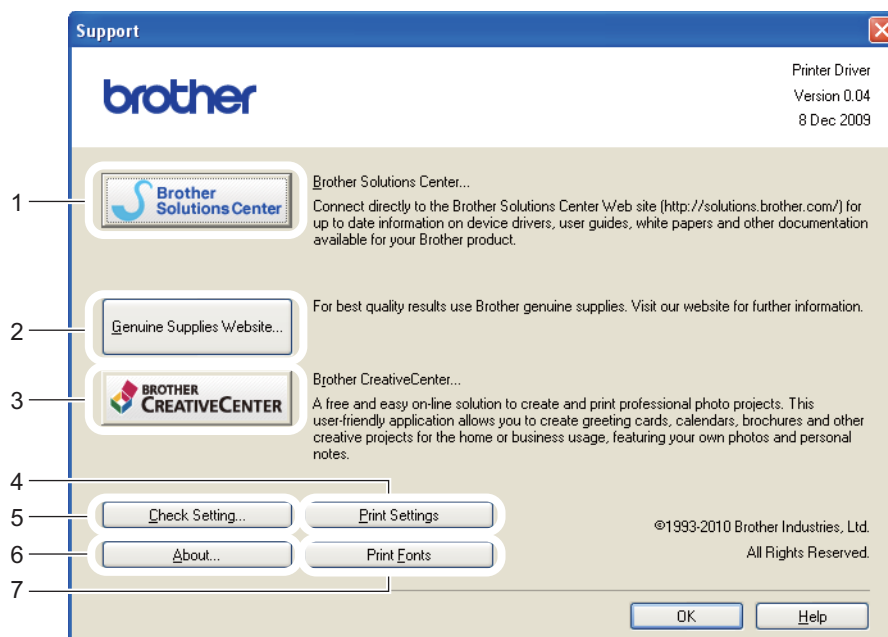 Support
brother
Printer Driver
Version 0.04
8 Dec 2009
1
Brother
Solutions Center
Brother Solutions Center...
Connect directly to the Brother Solutions Center Web site (http://solutions.brother.com/) for
up to date information on device drivers, user guides, white papers and other documentation
available for your Brother product.
2
Genuine Supplies Website...
For best quality results use Brother genuine supplies. Visit our website for further information.
3
BROTHER
CREATIVECENTER
Brother CreativeCenter...
A free and easy on-line solution to create and print professional photo projects. This
user-friendly application allows you to create greeting cards, calendars, brochures and other
creative projects for the home or business usage, featuring your own photos and personal
notes.
4
5
Check Setting...
Print Settings
©1993-2010 Brother Industries, Ltd.
6
About...
Print Fonts
All Rights Reserved.
7
OK
Help